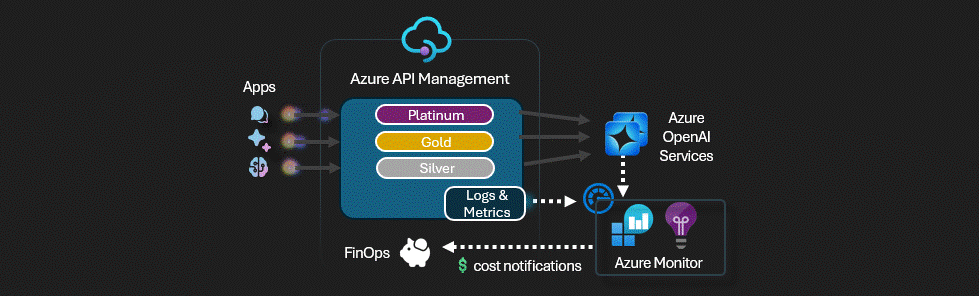 Azure API Management
Apps
Platinum
Gold
Silver
Azure
OpenAI
Services
Logs &
Metrics
FinOps
$ cost notifications
Azure Monitor